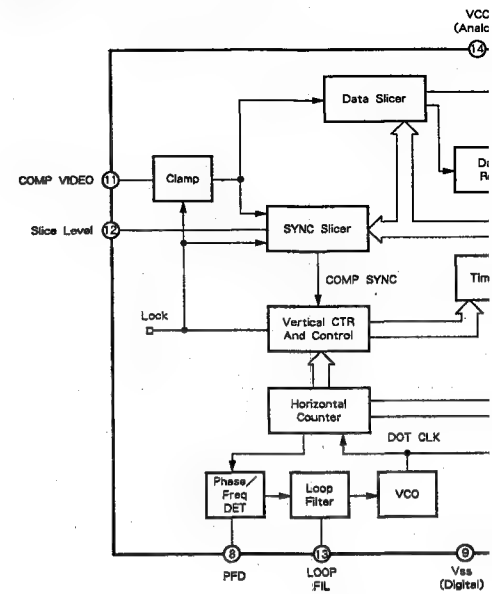 VCC
(Analo
14
Data Slicer
COMP VIDEO
11
Clamp
Slice Level
12
SYNC Slicer
COMP SYNC
Tim
Lock
Vertical CTR
And Control
Horizontal
Counter
DOT CLK
Phase/
Freq
DET
Loop
Filter
VCO
8
13
9
PFD
LOOP
FIL
Vss
(Digital)